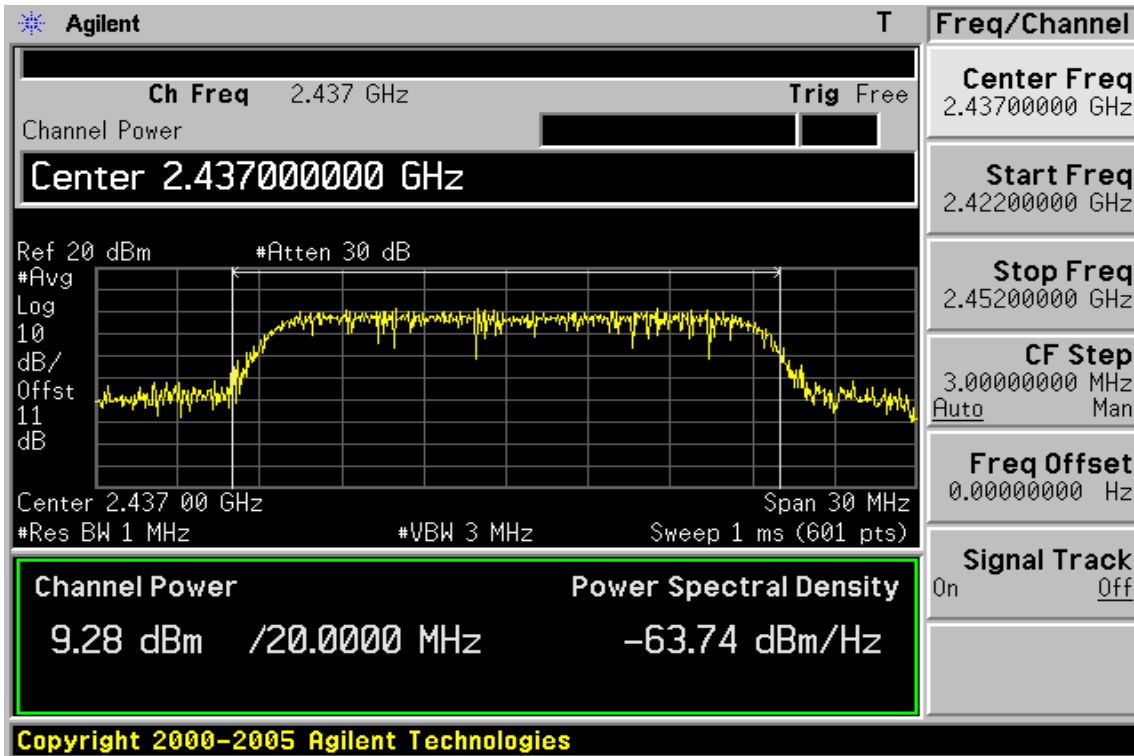 Agilent T
Ch Freq 2.437 GHz Trig Free
Channel Power
Center 2.437000000 GHz
Ref 20 dBm #Atten 30 dB
#Avg
Log
10
dB/
Offst
11
dB
Center 2.437 00 GHz Span 30 MHz
#Res BW 1 MHz #VBW 3 MHz Sweep 1 ms (601 pts)
Channel Power Power Spectral Density
9.28 dBm /20.0000 MHz -63.74 dBm/Hz
Copyright 2000-2005 Agilent Technologies
Freq/Channel
Center Freq
2.43700000 GHz
Start Freq
2.42200000 GHz
Stop Freq
2.45200000 GHz
CF Step
3.00000000 MHz
Auto Man
Freq Offset
0.00000000 Hz
Signal Track
On Off